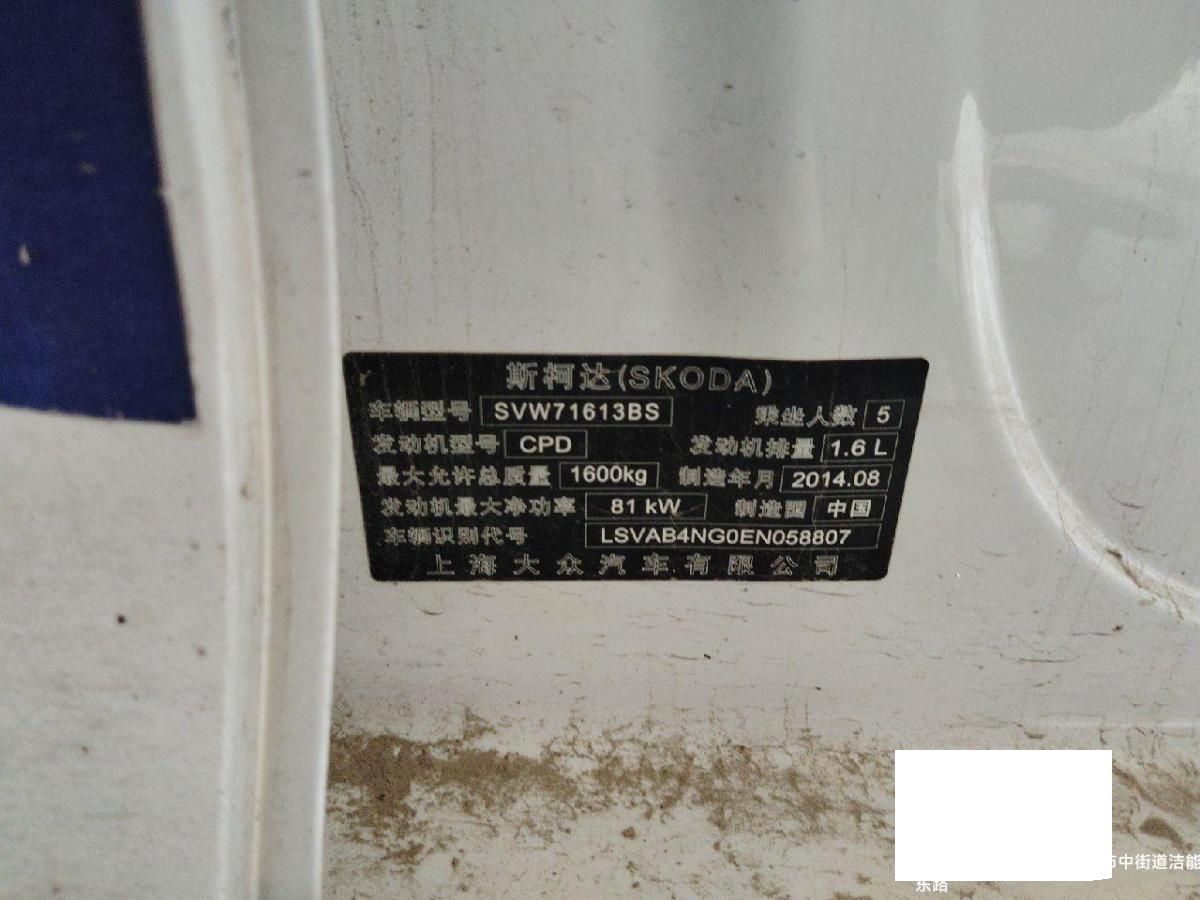 斯柯达(SKODA)
车辆型号 SVW71613BS 乘坐人数 5
发动机型号 CPD 发动机排量 1.6 L
最大允许总质量 1600kg 制造年月 2014.08
发动机最大净功率 81 kW 制造国 中国
车辆识别代号 LSVAB4NG0EN058807
上海大众汽车有限公司
市中街道洁能
东路